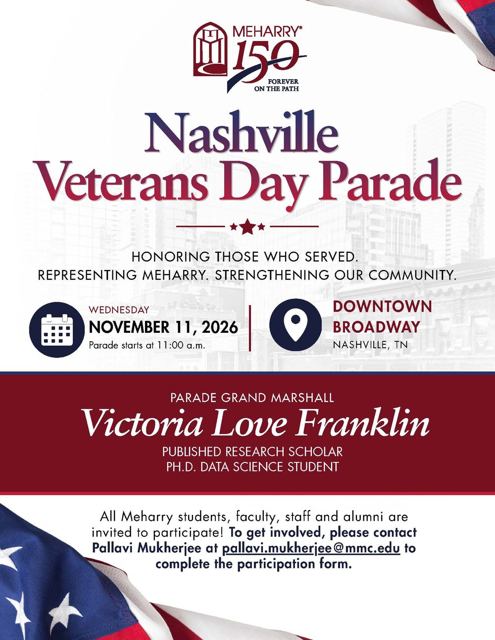 MEHARRY®
150
FOREVER
ON THE PATH
Nashville
Veterans Day Parade
HONORING THOSE WHO SERVED.
REPRESENTING MEHARRY. STRENGTHENING OUR COMMUNITY.
WEDNESDAY
NOVEMBER 11, 2026
Parade starts at 11:00 a.m.
DOWNTOWN
BROADWAY
NASHVILLE, TN
PARADE GRAND MARSHALL
Victoria Love Franklin
PUBLISHED RESEARCH SCHOLAR
PH.D. DATA SCIENCE STUDENT
All Meharry students, faculty, staff and alumni are
invited to participate! To get involved, please contact
Pallavi Mukherjee at pallavi.mukherjee@mmc.edu to
complete the participation form.